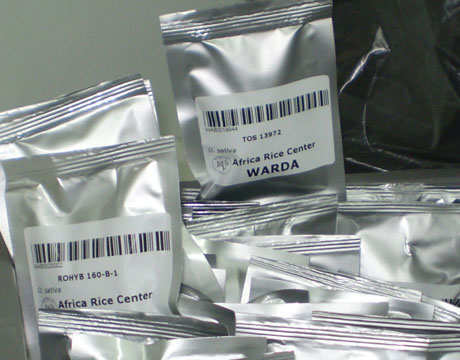 TOS 13972
O. sativa
Africa Rice Center
WARDA
ROHYB 160-B-1
O. sativa
Africa Rice Center